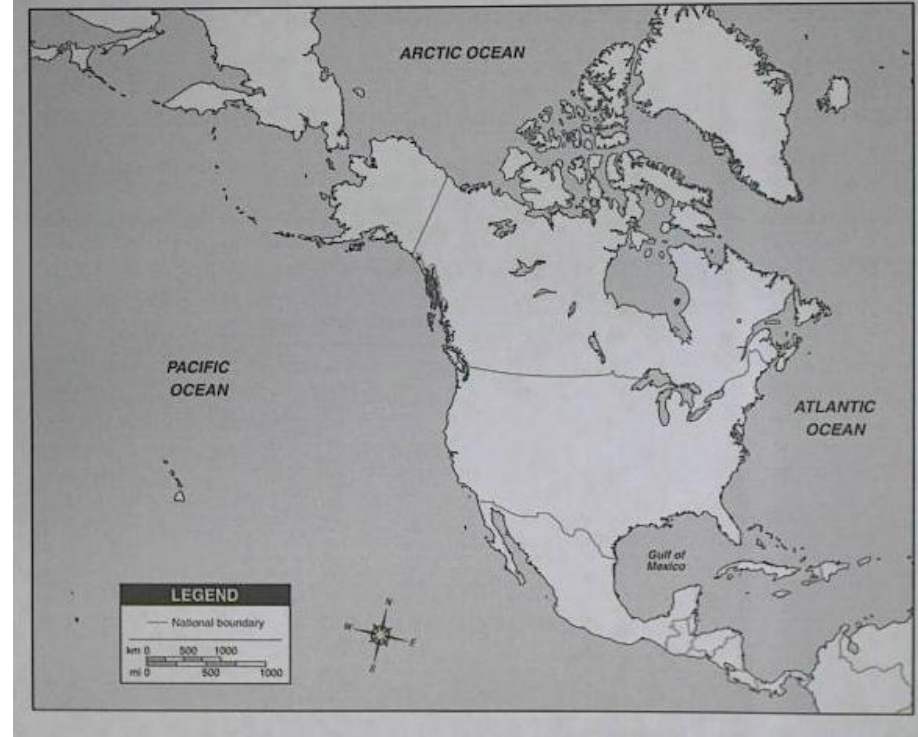 ARCTIC OCEAN
PACIFIC
OCEAN
ATLANTIC
OCEAN
Gulf of
Mexico
LEGEND
National boundary
km 0 500 1000
mi 0 500 1000
N
W E
S